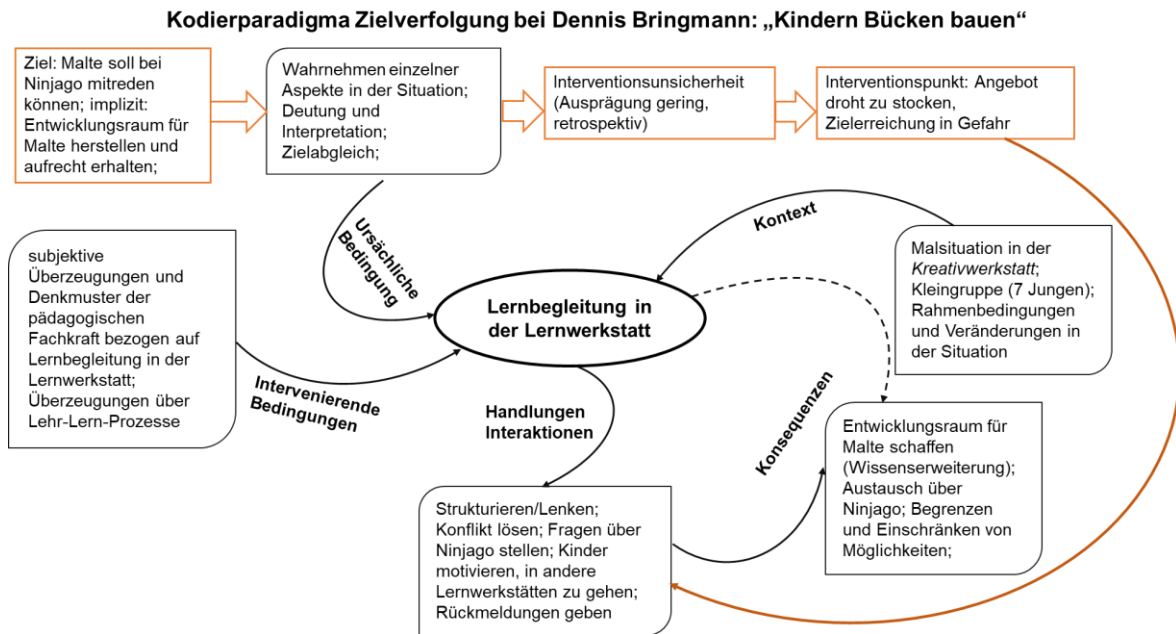 Kodierparadigma Zielverfolgung bei Dennis Bringmann: „Kindern Bücken bauen“
Ziel: Malte soll bei
Ninjago mitreden
können; implizit:
Entwicklungsraum für
Malte herstellen und
aufrecht erhalten;
Wahrnehmen einzelner
Aspekte in der Situation;
Deutung und
Interpretation;
Zielabgleich;
Interventionsunsicherheit
(Ausprägung gering,
retrospektiv)
Interventionspunkt: Angebot
droht zu stocken,
Zielerreichung in Gefahr
Ursächliche
Bedingung
Kontext
subjektive
Überzeugungen und
Denkmuster der
pädagogischen
Fachkraft bezogen auf
Lernbegleitung in der
Lernwerkstatt;
Überzeugungen über
Lehr-Lern-Prozesse
Lernbegleitung in
der Lernwerkstatt
Malsituation in der
Kreativwerkstatt;
Kleingruppe (7 Jungen);
Rahmenbedingungen
und Veränderungen in
der Situation
Intervenierende
Bedingungen
Handlungen
Interaktionen
Konsequenzen
Strukturieren/Lenken;
Konflikt lösen; Fragen über
Ninjago stellen; Kinder
motivieren, in andere
Lernwerkstätten zu gehen;
Rückmeldungen geben
Entwicklungsraum für
Malte schaffen
(Wissenserweiterung);
Austausch über
Ninjago; Begrenzen
und Einschränken von
Möglichkeiten;